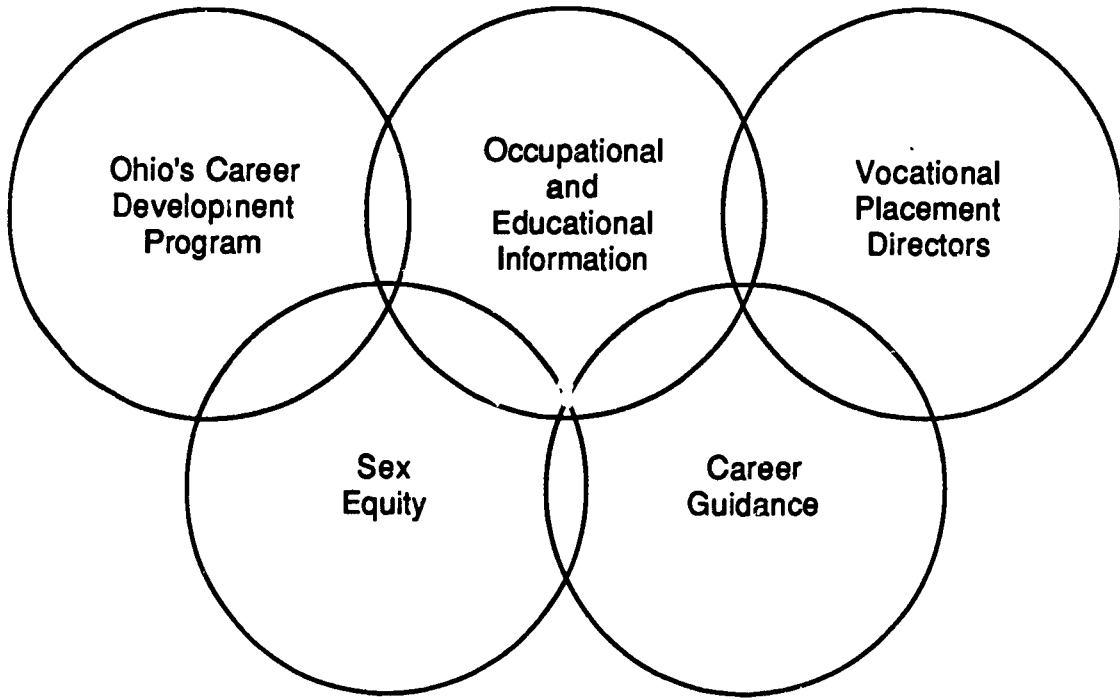 Ohio's Career
Development
Program
Occupational
and
Educational
Information
Vocational
Placement
Directors
Sex
Equity
Career
Guidance